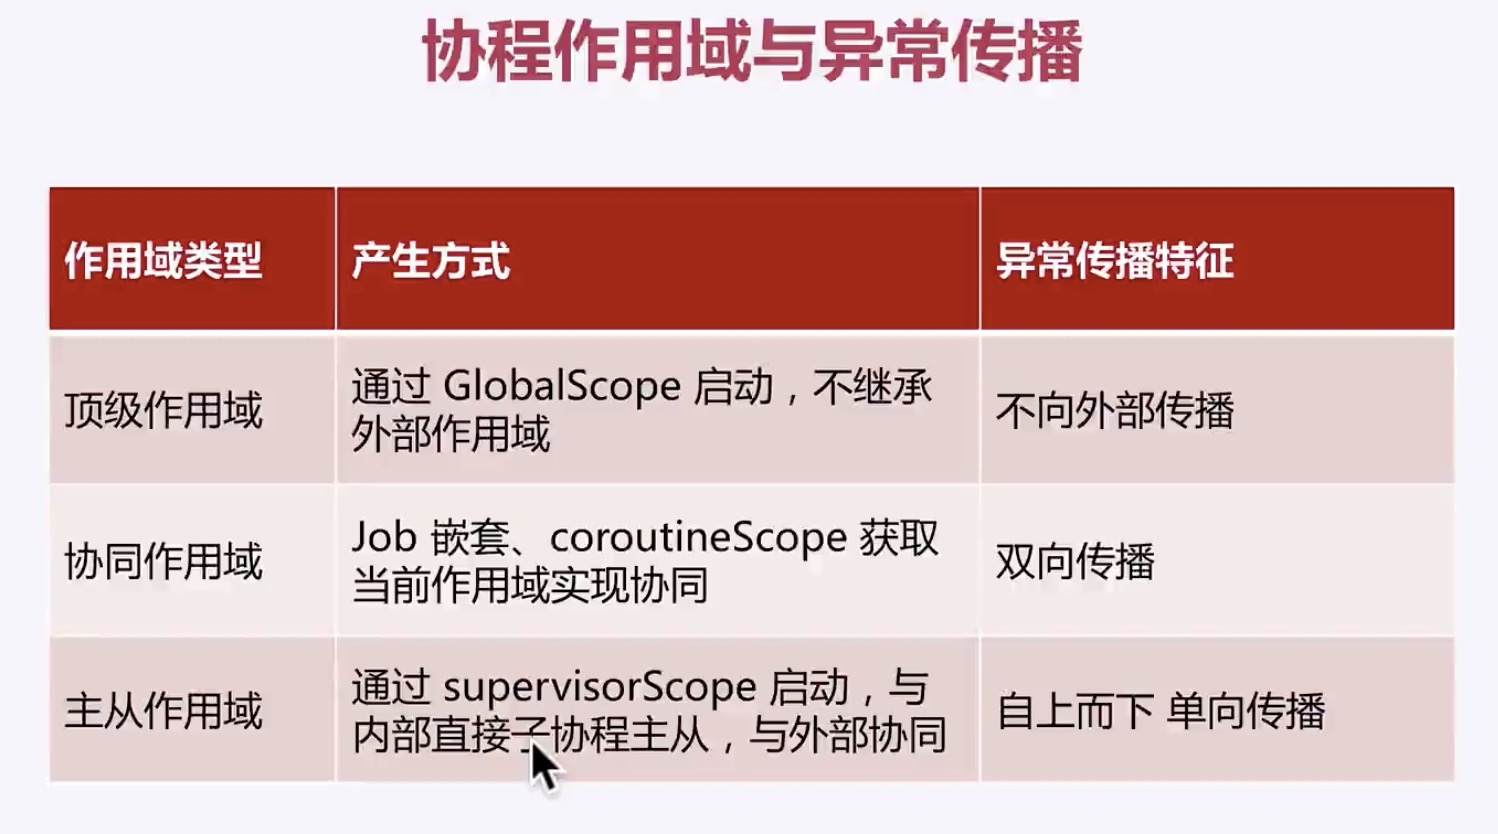 协程作用域与异常传播
作用域类型
产生方式
异常传播特征
顶级作用域
通过 GlobalScope 启动，不继承
外部作用域
不向外部传播
协同作用域
Job 嵌套、coroutineScope 获取
当前作用域实现协同
双向传播
主从作用域
通过 supervisorScope 启动，与
内部直接子协程主从，与外部协同
自上而下 单向传播